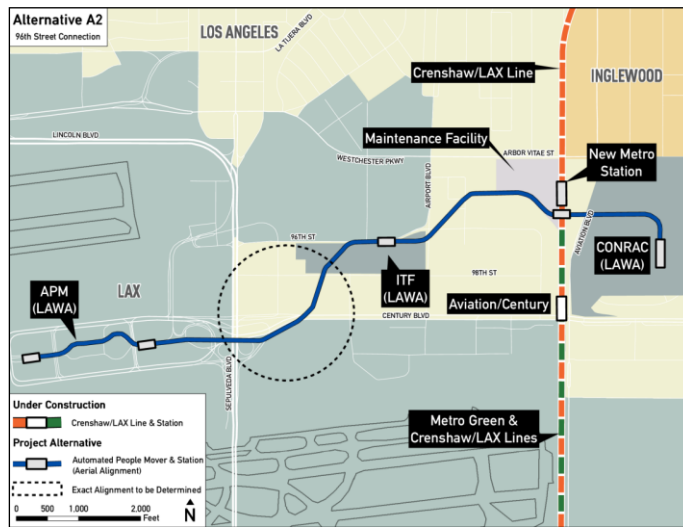 Alternative A2
96th Street Connection
LOS ANGELES
LA TIJERA BLVD
Crenshaw/LAX Line
INGLEWOOD
LINCOLN BLVD
Maintenance Facility
WESTCHESTER PKWY
ARBOR VITAE ST
New Metro
Station
AIRPORT BLVD
AVIATION BLVD
96TH ST
98TH ST
CONRAC
(LAWA)
ITF
(LAWA)
APM
(LAWA)
LAX
Aviation/Century
CENTURY BLVD
SEPULVEDA BLVD
Under Construction
Crenshaw/LAX Line & Station
Project Alternative
Automated People Mover & Station
(Aerial Alignment)
Exact Alignment to be Determined
0 500 1,000 2,000
Feet
N
Metro Green &
Crenshaw/LAX Lines